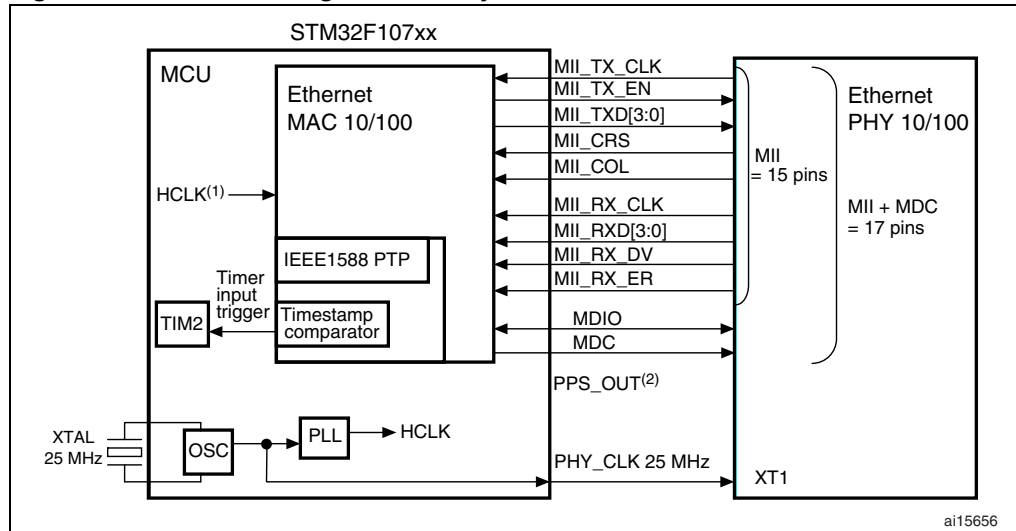 STM32F107xx
MCU
Ethernet
MAC 10/100
HCLK(1)
IEEE1588 PTP
Timer
input
trigger
Timestamp
comparator
TIM2
XTAL
25 MHz
OSC
PLL
HCLK
MII_TX_CLK
MII_TX_EN
MII_TXD[3:0]
MII_CRS
MII_COL
MII_RX_CLK
MII_RXD[3:0]
MII_RX_DV
MII_RX_ER
MDIO
MDC
PPS_OUT(2)
PHY_CLK 25 MHz
MII
= 15 pins
Ethernet
PHY 10/100
MII + MDC
= 17 pins
XT1
ai15656